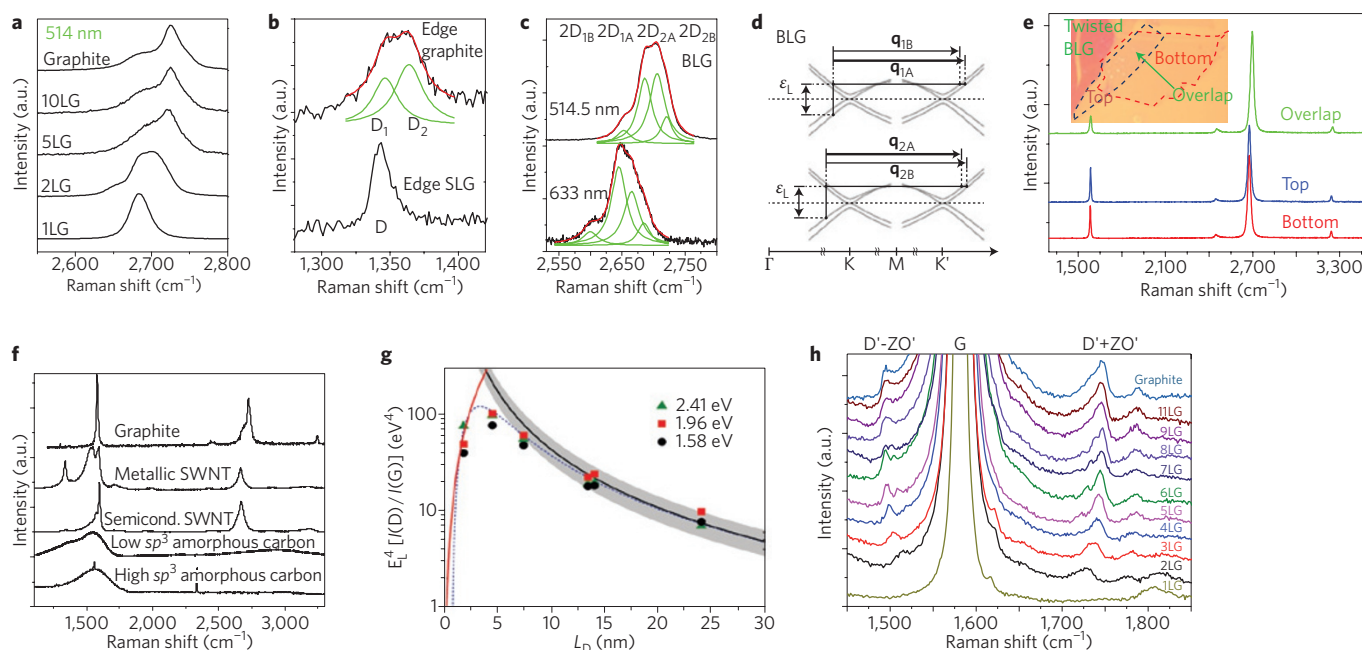 a
514 nm
Graphite
10LG
5LG
2LG
1LG
Intensity (a.u.)
2,600 2,700 2,800
Raman shift (cm⁻¹)
b
Edge graphite
D₁ D₂
Edge SLG
D
Intensity (a.u.)
1,300 1,350 1,400
Raman shift (cm⁻¹)
c
2D₁B 2D₁A 2D₂A 2D₂B
BLG
514.5 nm
633 nm
Intensity (a.u.)
2,550 2,650 2,750
Raman shift (cm⁻¹)
d
BLG
q₁B
q₁A
εL
q₂A
q₂B
εL
Γ K M K'
e
Twisted BLG
Bottom
Top
Overlap
Overlap
Top
Bottom
Intensity (a.u.)
1,500 2,100 2,700 3,300
Raman shift (cm⁻¹)
f
Graphite
Metallic SWNT
Semicond. SWNT
Low sp³ amorphous carbon
High sp³ amorphous carbon
Intensity (a.u.)
1,500 2,000 2,500 3,000
Raman shift (cm⁻¹)
g
2.41 eV
1.96 eV
1.58 eV
E_L⁴ [I(D) / I(G)] (eV⁴)
100
10
1
0 5 10 15 20 25 30
L_D (nm)
h
D'-ZO' G D'+ZO'
Graphite
11LG
9LG
8LG
7LG
6LG
5LG
4LG
3LG
2LG
1LG
Intensity (a.u.)
1,500 1,600 1,700 1,800
Raman shift (cm⁻¹)